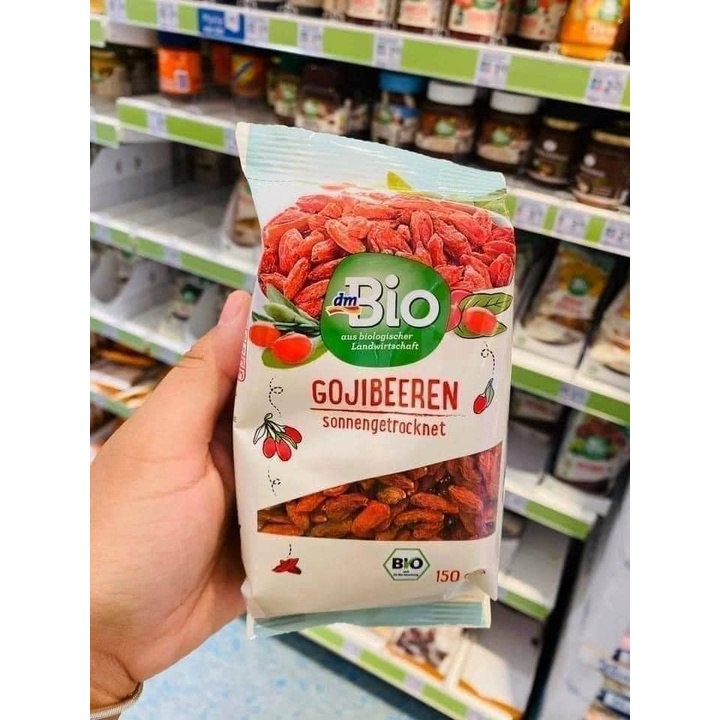 dm Bio
aus biologischer
Landwirtschaft
GOJIBEEREN
sonnengetrocknet
BIO
150